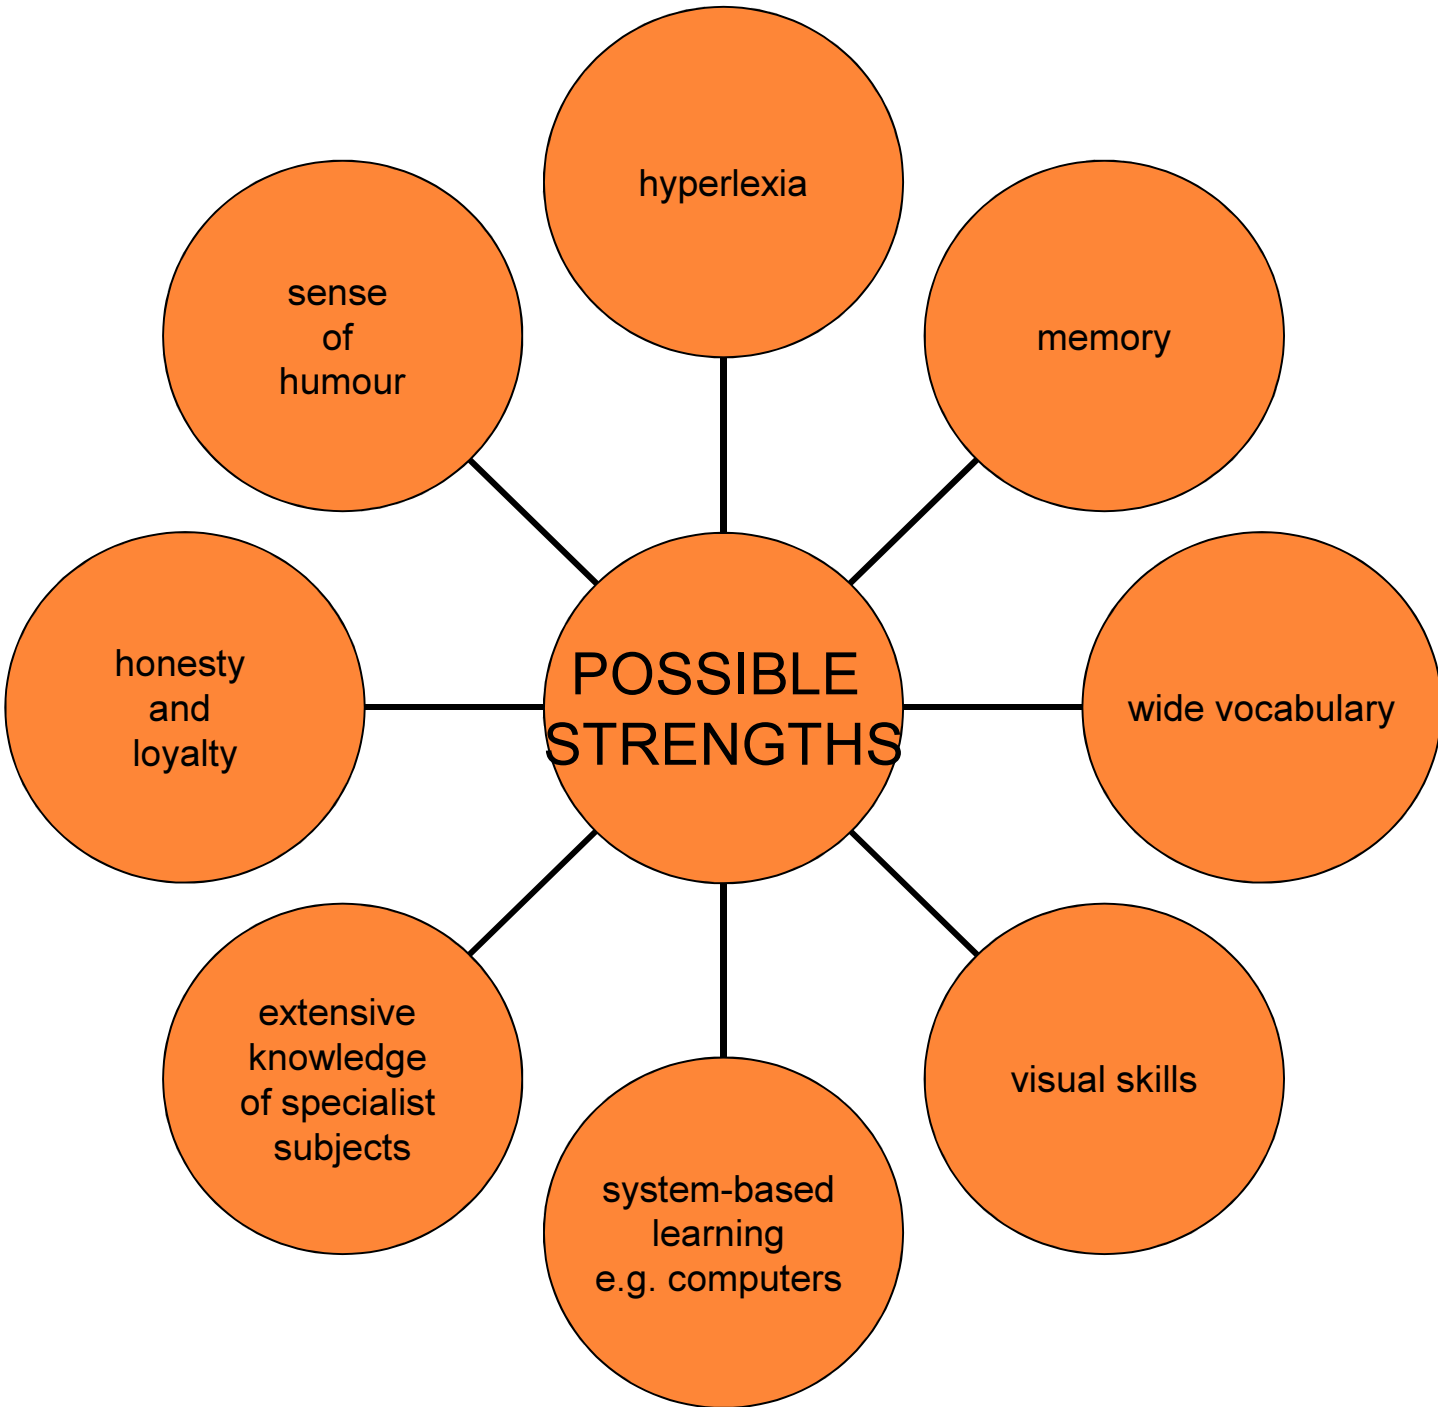 hyperlexia
sense
of
humour
memory
honesty
and
loyalty
POSSIBLE
STRENGTHS
wide vocabulary
extensive
knowledge
of specialist
subjects
visual skills
system-based
learning
e.g. computers